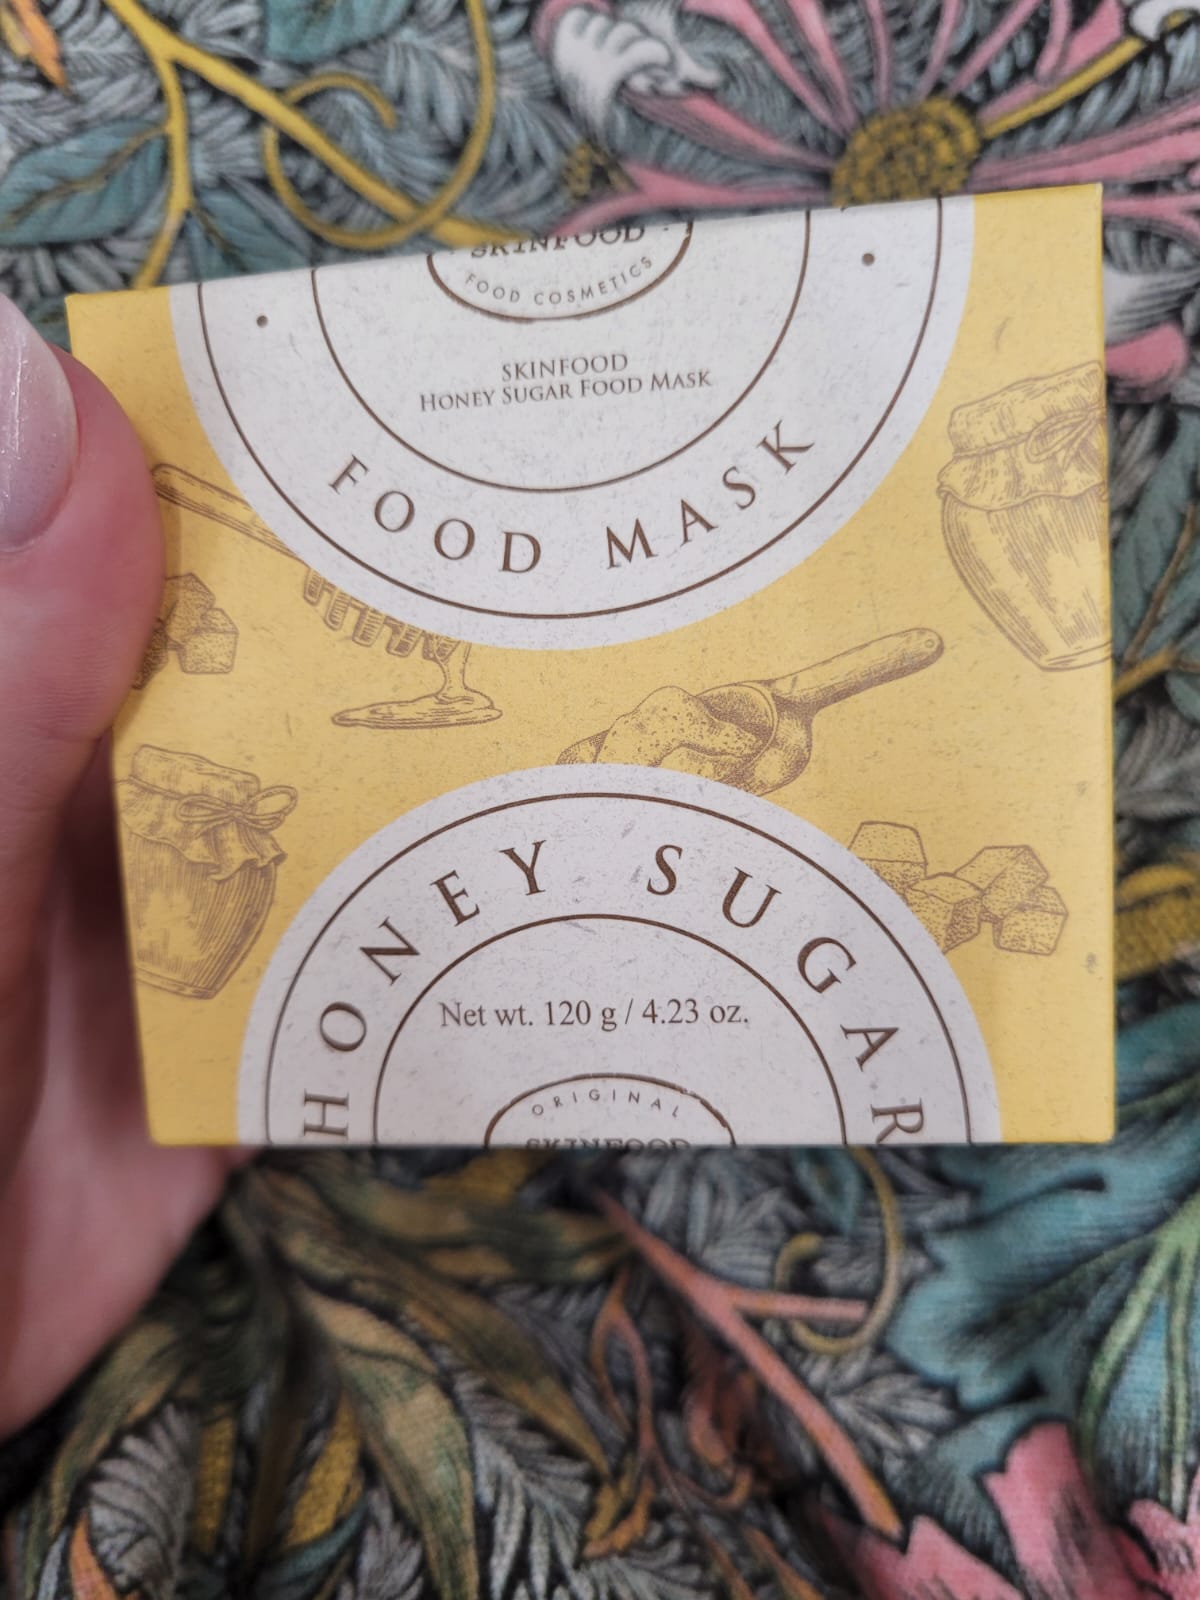 SKINFOOD
FOOD COSMETICS
SKINFOOD
HONEY SUGAR FOOD MASK
FOOD MASK
HONEY SUGAR
Net wt. 120 g / 4.23 oz.
ORIGINAL
SKINFOOD